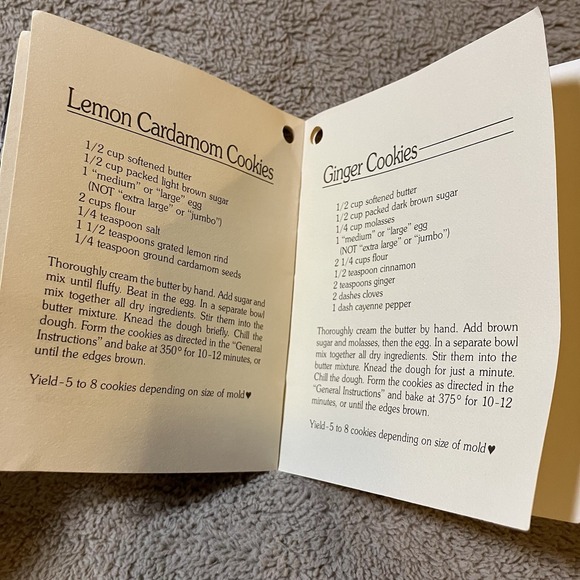 Lemon Cardamom Cookies
1/2 cup softened butter
1/2 cup packed light brown sugar
1 "medium" or "large" egg
(NOT "extra large" or "jumbo")
2 cups flour
1/4 teaspoon salt
1 1/2 teaspoons grated lemon rind
1/4 teaspoon ground cardamom seeds
Thoroughly cream the butter by hand. Add sugar and
mix until fluffy. Beat in the egg. In a separate bowl
mix together all dry ingredients. Stir them into the
butter mixture. Knead the dough briefly. Chill the
dough. Form the cookies as directed in the "General
Instructions" and bake at 350° for 10-12 minutes, or
until the edges brown.
Yield-5 to 8 cookies depending on size of mold♥
Ginger Cookies
1/2 cup softened butter
1/2 cup packed dark brown sugar
1/4 cup molasses
1 "medium" or "large" egg
(NOT "extra large" or "jumbo")
2 1/4 cups flour
1/2 teaspoon cinnamon
2 teaspoons ginger
2 dashes cloves
1 dash cayenne pepper
Thoroughly cream the butter by hand. Add brown
sugar and molasses, then the egg. In a separate bowl
mix together all dry ingredients. Stir them into the
butter mixture. Knead the dough for just a minute.
Chill the dough. Form the cookies as directed in the
"General Instructions" and bake at 375° for 10-12
minutes, or until the edges brown.
Yield-5 to 8 cookies depending on size of mold♥